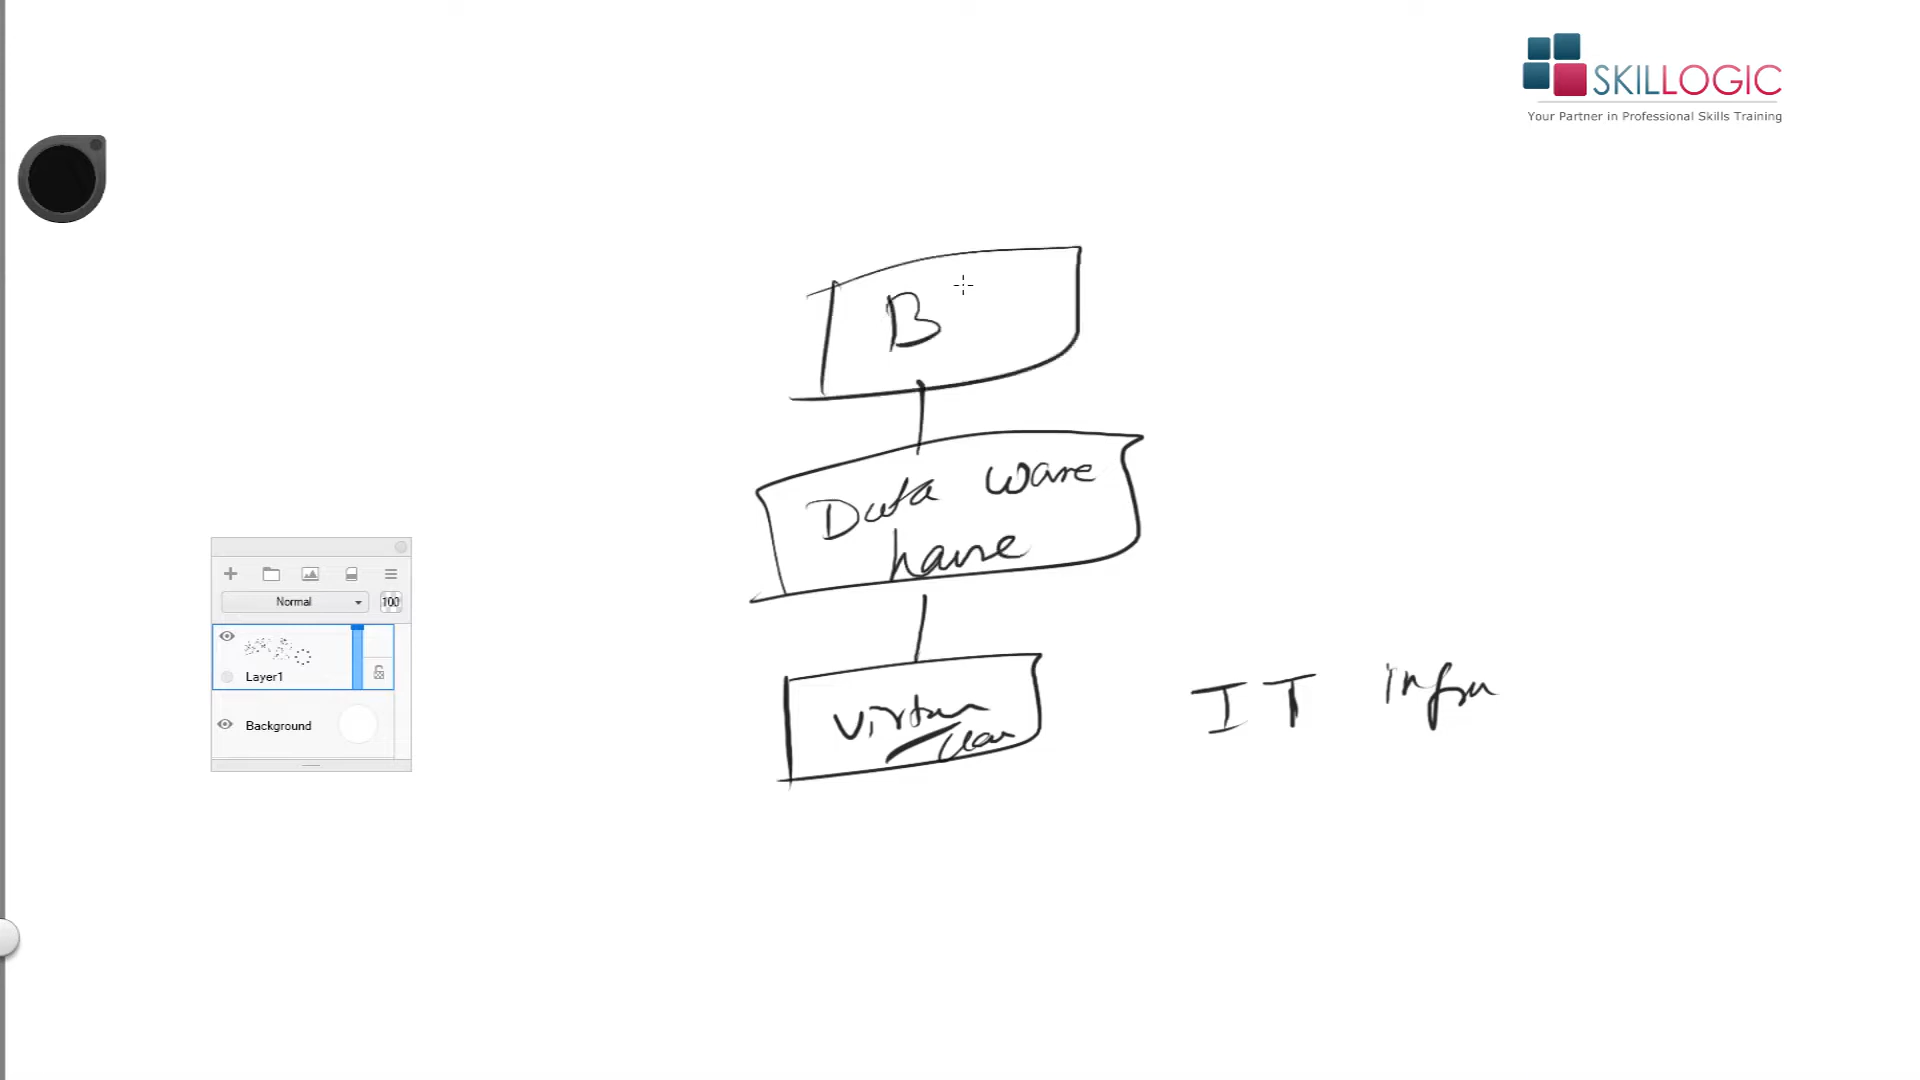 SKILLOGIC
Your Partner in Professional Skills Training
B
Data ware
house
Normal
100
Layer1
Background
IT infra